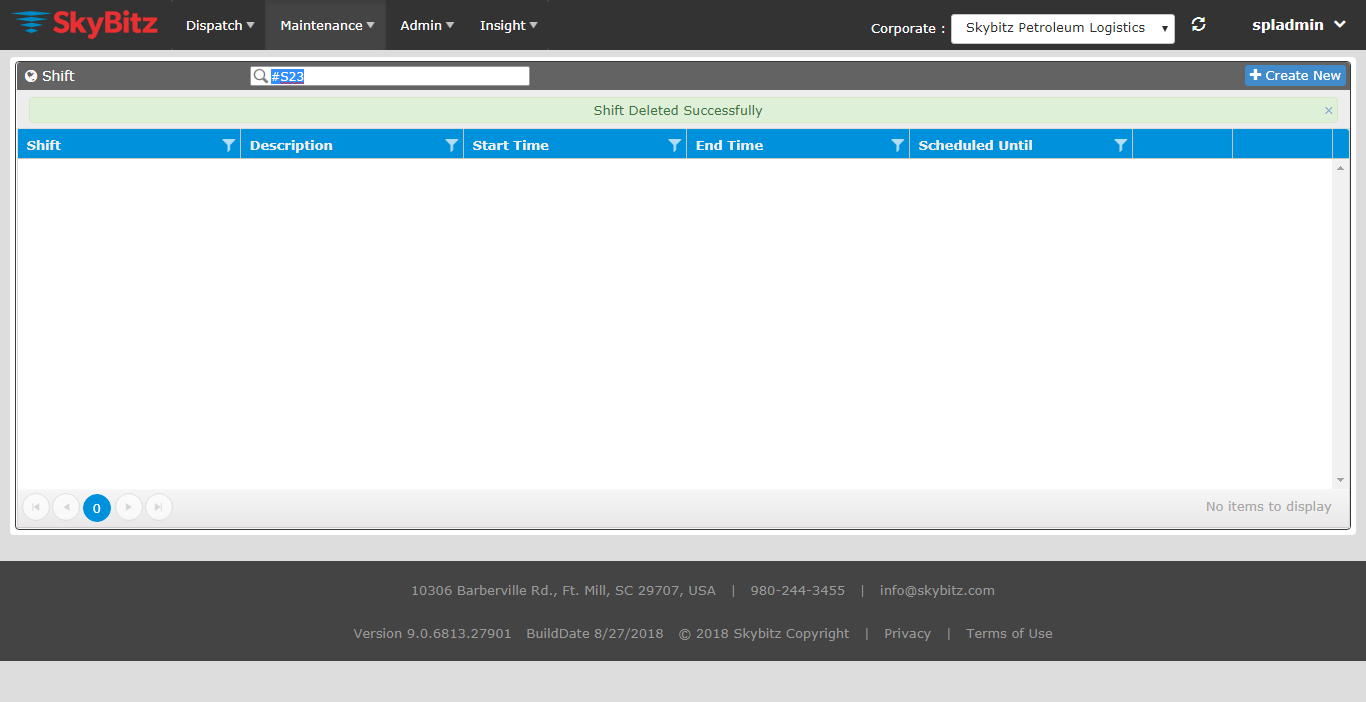 SkyBitz Dispatch Maintenance Admin Insight Corporate : Skybitz Petroleum Logistics spladmin
Shift #S23 Create New
Shift Deleted Successfully ×
Shift Description Start Time End Time Scheduled Until
0 No items to display
10306 Barberville Rd., Ft. Mill, SC 29707, USA | 980-244-3455 | info@skybitz.com
Version 9.0.6813.27901 BuildDate 8/27/2018 © 2018 Skybitz Copyright | Privacy | Terms of Use